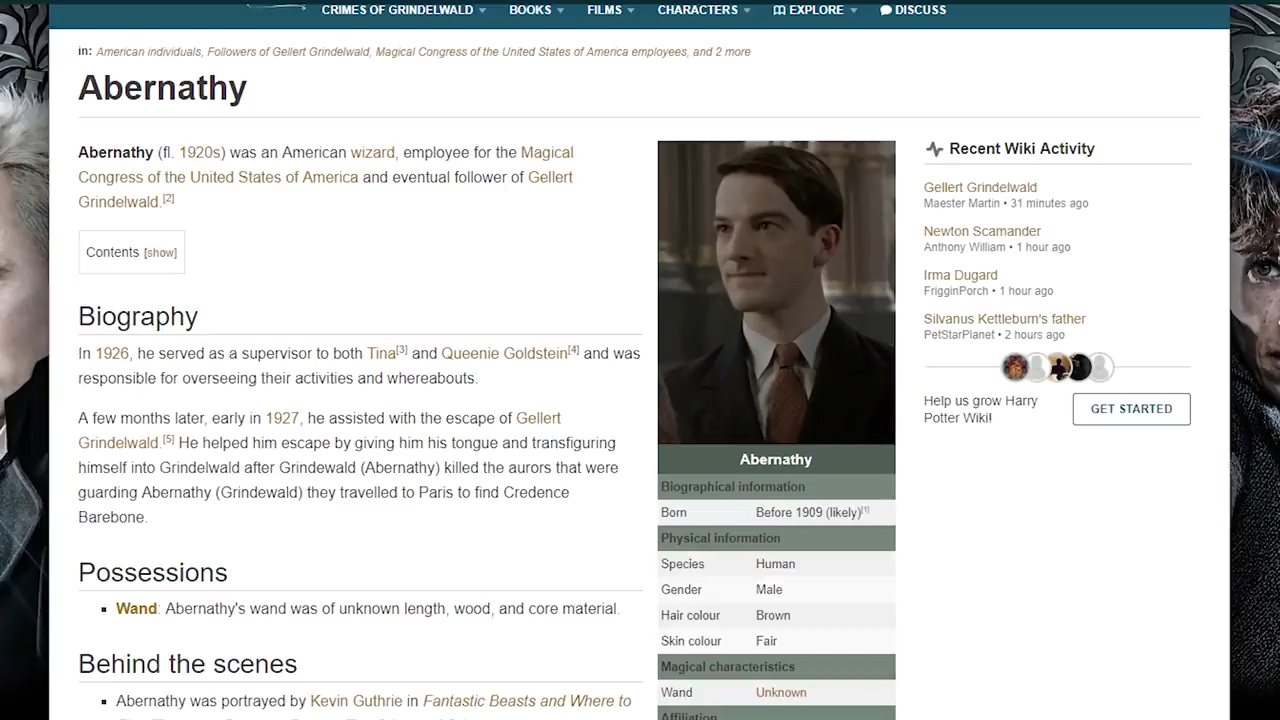 CRIMES OF GRINDELWALD BOOKS FILMS CHARACTERS EXPLORE DISCUSS
in: American individuals, Followers of Gellert Grindelwald, Magical Congress of the United States of America employees, and 2 more
Abernathy
Abernathy (fl. 1920s) was an American wizard, employee for the Magical
Congress of the United States of America and eventual follower of Gellert
Grindelwald.[2]
Contents [show]
Biography
In 1926, he served as a supervisor to both Tina[3] and Queenie Goldstein[4] and was
responsible for overseeing their activities and whereabouts.
A few months later, early in 1927, he assisted with the escape of Gellert
Grindelwald.[5] He helped him escape by giving him his tongue and transfiguring
himself into Grindelwald after Grindewald (Abernathy) killed the aurors that were
guarding Abernathy (Grindewald) they travelled to Paris to find Credence
Barebone.
Possessions
Wand: Abernathy's wand was of unknown length, wood, and core material.
Behind the scenes
Abernathy was portrayed by Kevin Guthrie in Fantastic Beasts and Where to
Abernathy
Biographical information
Born Before 1909 (likely)[1]
Physical information
Species Human
Gender Male
Hair colour Brown
Skin colour Fair
Magical characteristics
Wand Unknown
Affiliation
Recent Wiki Activity
Gellert Grindelwald
Maester Martin • 31 minutes ago
Newton Scamander
Anthony William • 1 hour ago
Irma Dugard
FrigginPorch • 1 hour ago
Silvanus Kettleburn's father
PetStarPlanet • 2 hours ago
Help us grow Harry
Potter Wiki!
GET STARTED